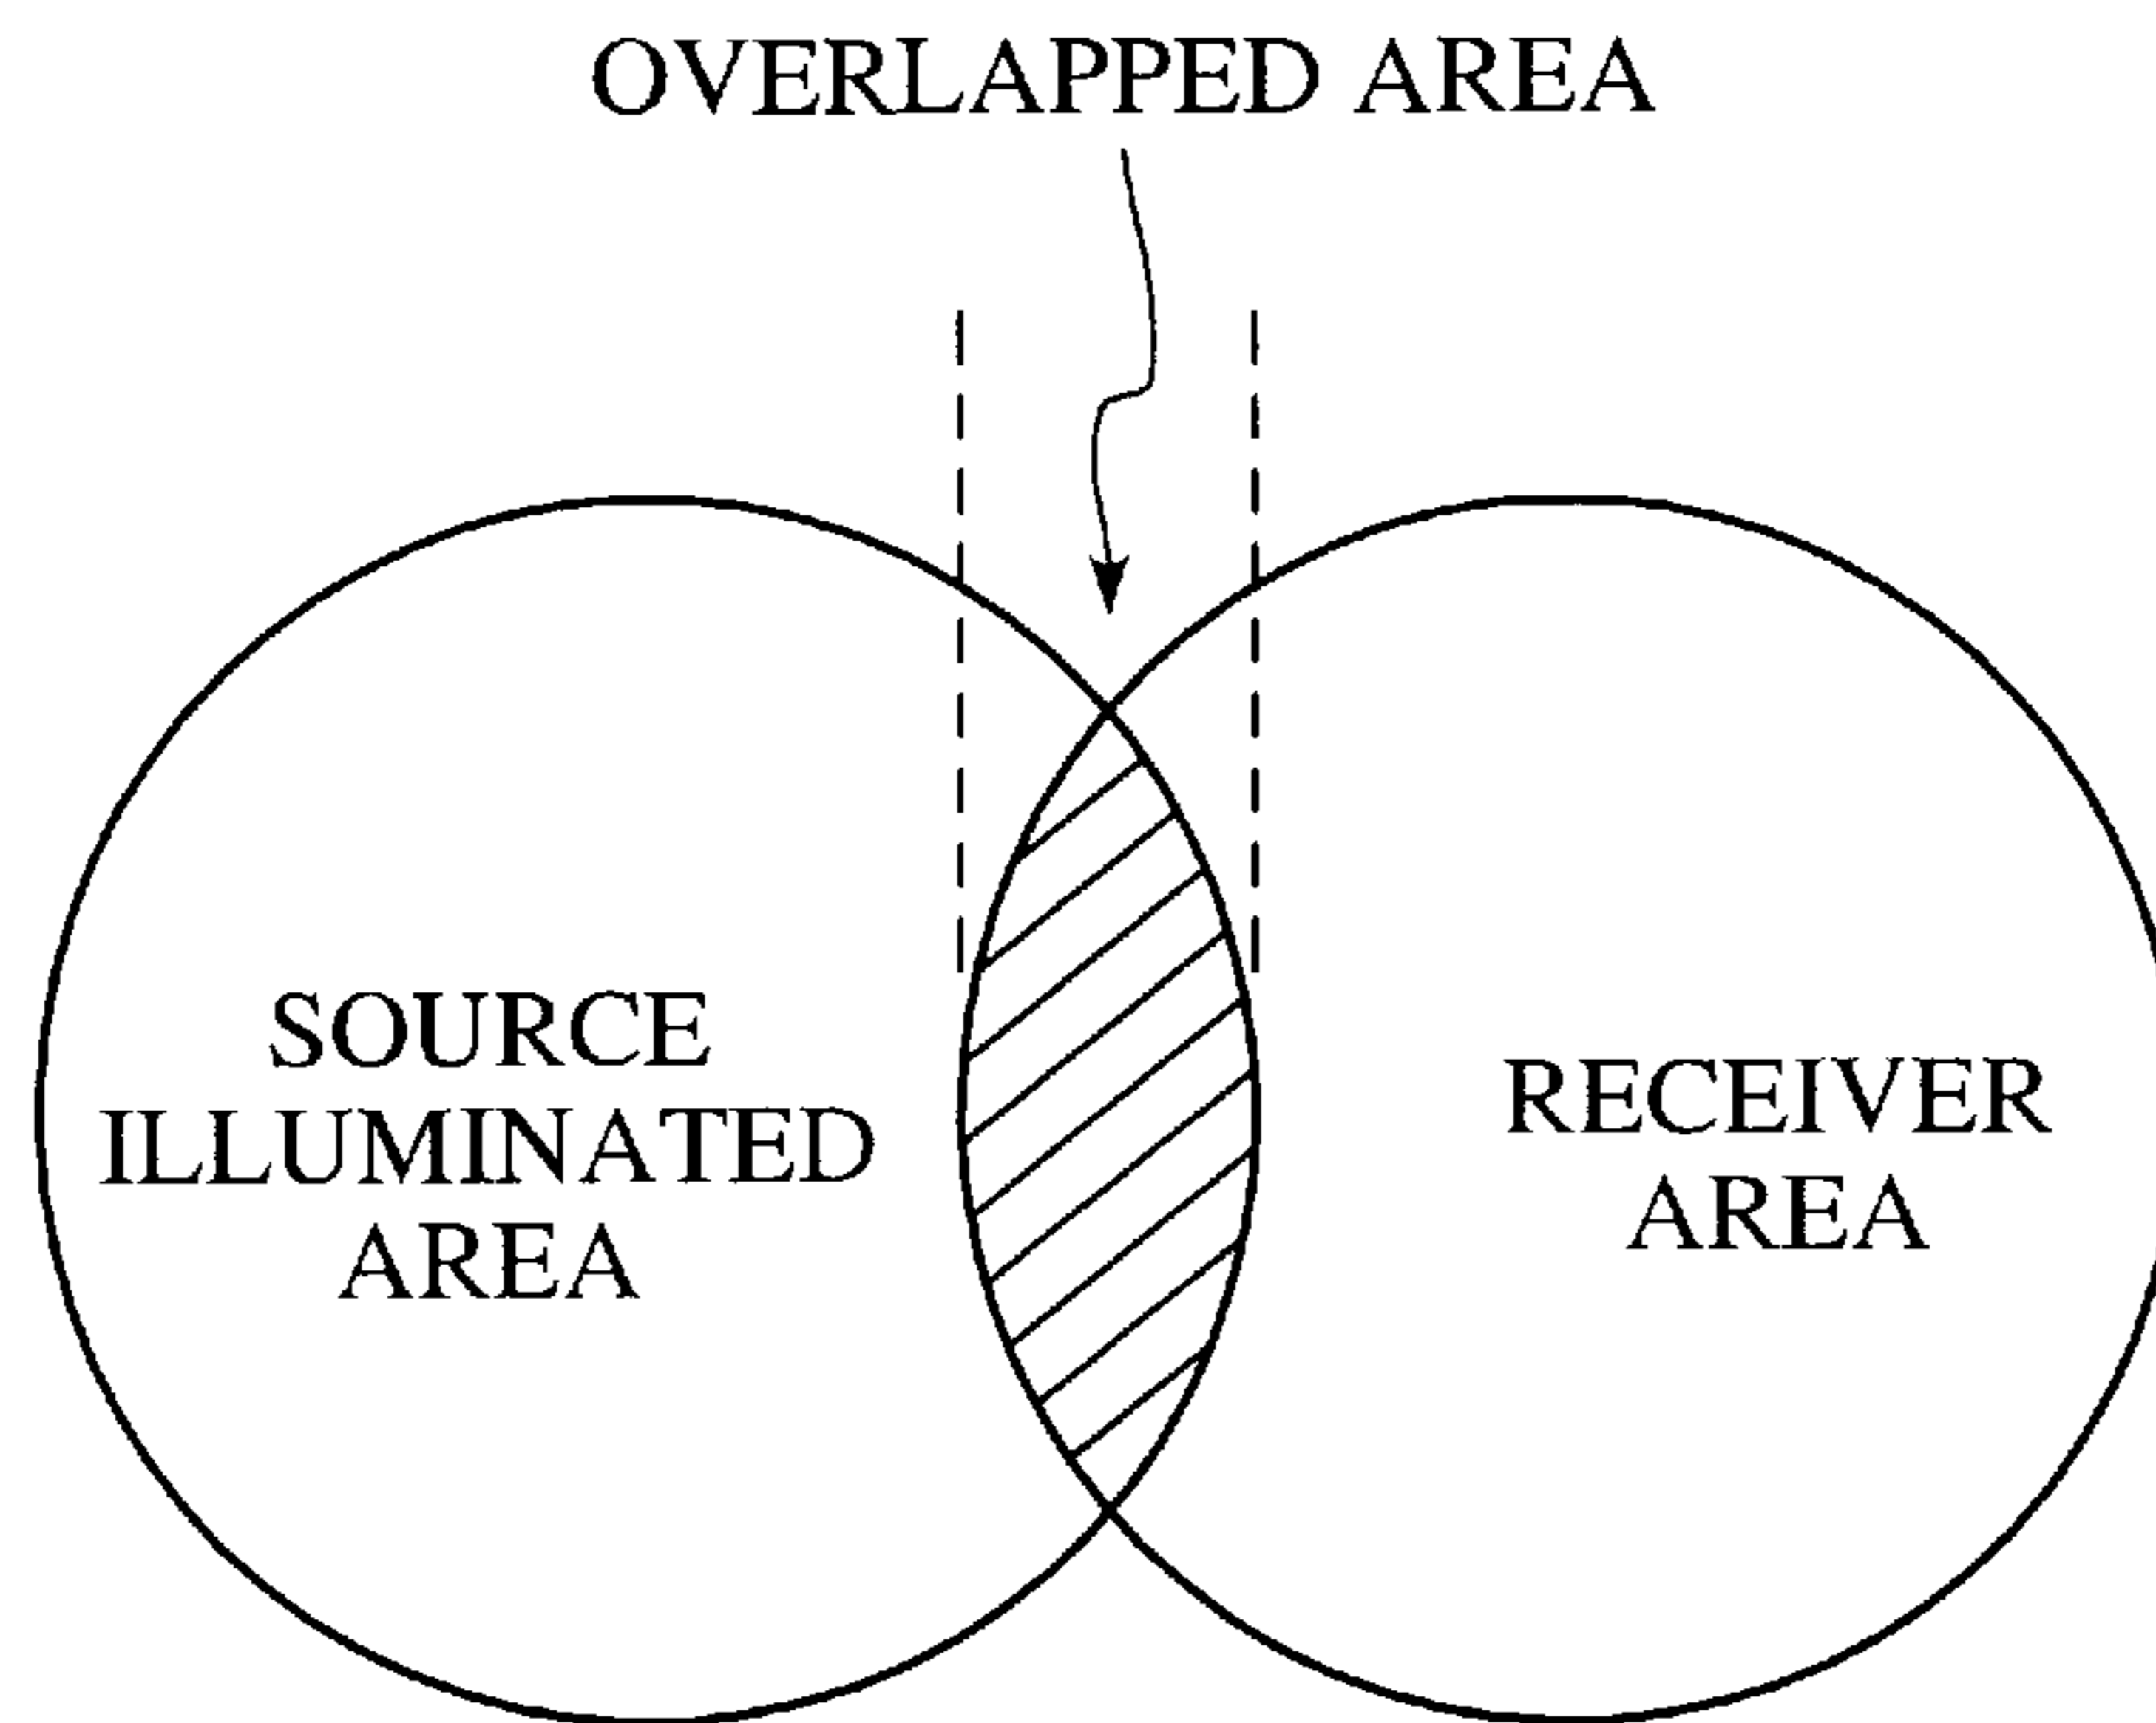 OVERLAPPED AREA
SOURCE
ILLUMINATED
AREA
RECEIVER
AREA